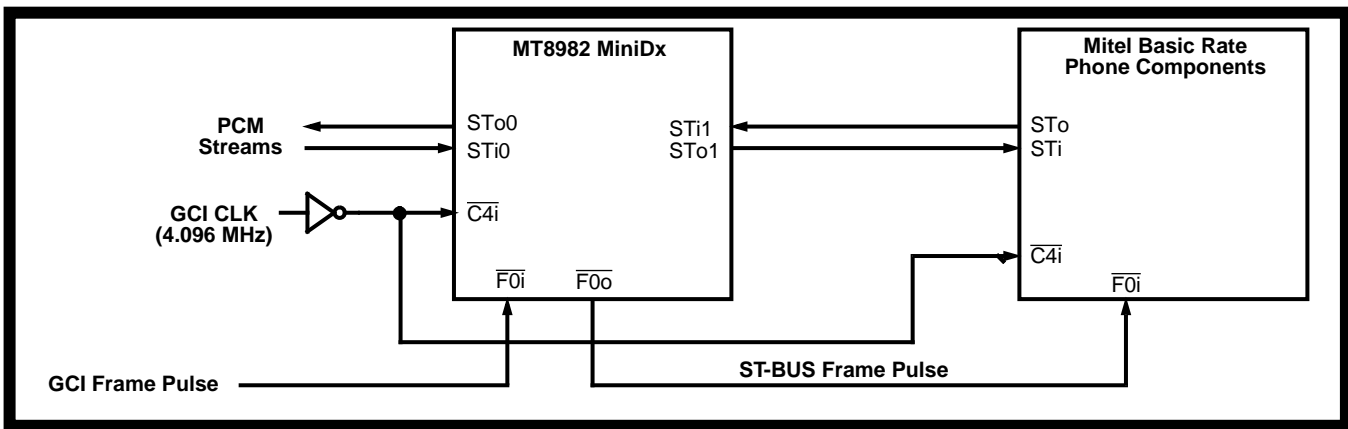 MT8982 MiniDx
Mitel Basic Rate
Phone Components
PCM
Streams
STo0
STi0
STi1
STo1
STo
STi
GCI CLK
(4.096 MHz)
C4i
C4i
F0i
F0o
F0i
GCI Frame Pulse
ST-BUS Frame Pulse